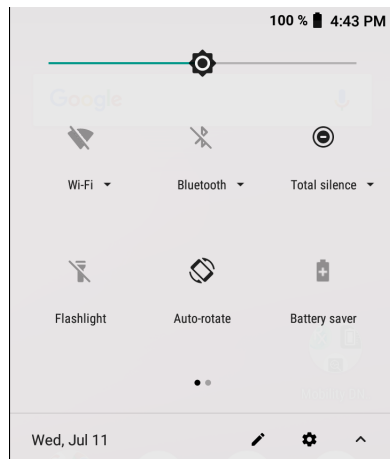 100 % 4:43 PM
Google
Wi-Fi Bluetooth Total silence
Flashlight Auto-rotate Battery saver
Wed, Jul 11